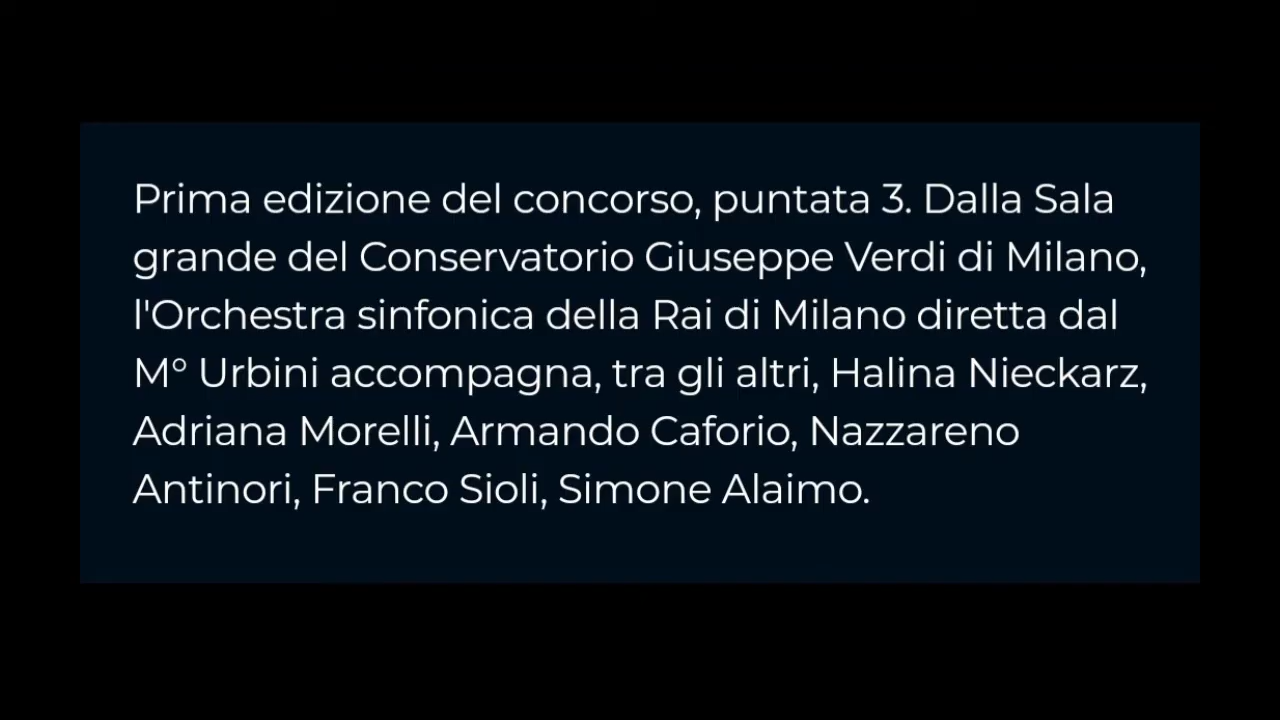 Prima edizione del concorso, puntata 3. Dalla Sala
grande del Conservatorio Giuseppe Verdi di Milano,
l'Orchestra sinfonica della Rai di Milano diretta dal
M° Urbini accompagna, tra gli altri, Halina Nieckarz,
Adriana Morelli, Armando Caforio, Nazzareno
Antinori, Franco Sioli, Simone Alaimo.